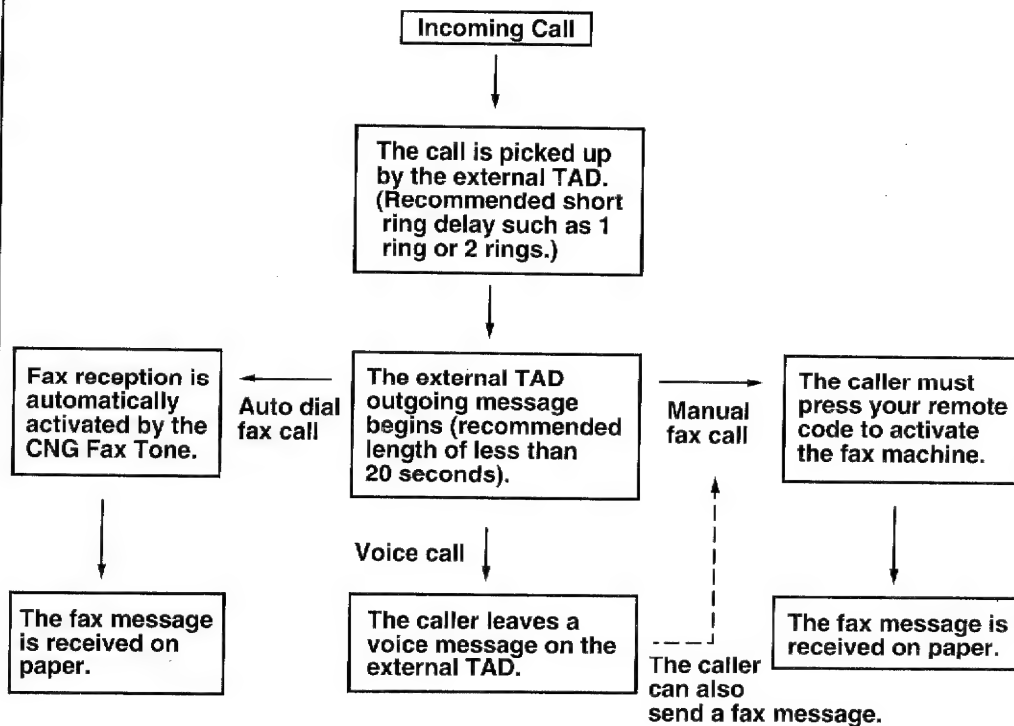 Incoming Call
The call is picked up
by the external TAD.
(Recommended short
ring delay such as 1
ring or 2 rings.)
Fax reception is
automatically
activated by the
CNG Fax Tone.
Auto dial
fax call
The external TAD
outgoing message
begins (recommended
length of less than
20 seconds).
Manual
fax call
The caller must
press your remote
code to activate
the fax machine.
Voice call
The fax message
is received on
paper.
The caller leaves a
voice message on the
external TAD.
The caller
can also
send a fax message.
The fax message is
received on paper.